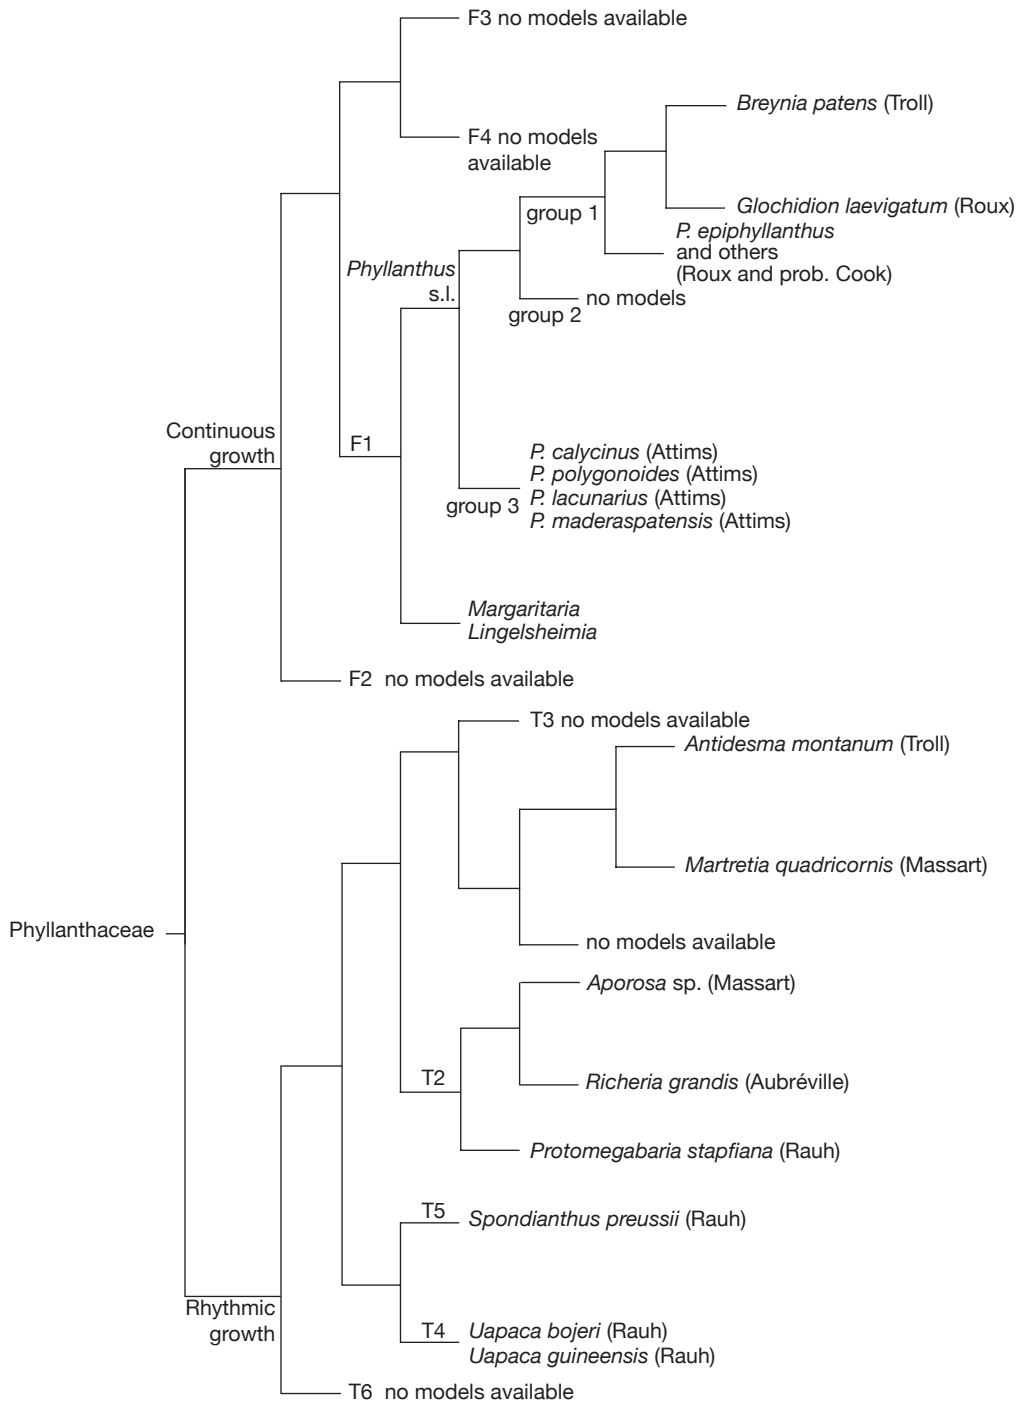 F3 no models available
Breynia patens (Troll)
F4 no models
available
Glochidion laevigatum (Roux)
group 1
P. epiphyllanthus
and others
(Roux and prob. Cook)
Phyllanthus
s.l.
no models
group 2
Continuous
growth
F1
P. calycinus (Attims)
P. polygonoides (Attims)
P. lacunarius (Attims)
P. maderaspatensis (Attims)
group 3
Margaritaria
Lingelsheimia
F2 no models available
T3 no models available
Antidesma montanum (Troll)
Martretia quadricornis (Massart)
Phyllanthaceae
no models available
Aporosa sp. (Massart)
T2
Richeria grandis (Aubréville)
Protomegabaria stapfiana (Rauh)
T5
Spondianthus preussii (Rauh)
Rhythmic
growth
T4
Uapaca bojeri (Rauh)
Uapaca guineensis (Rauh)
T6 no models available